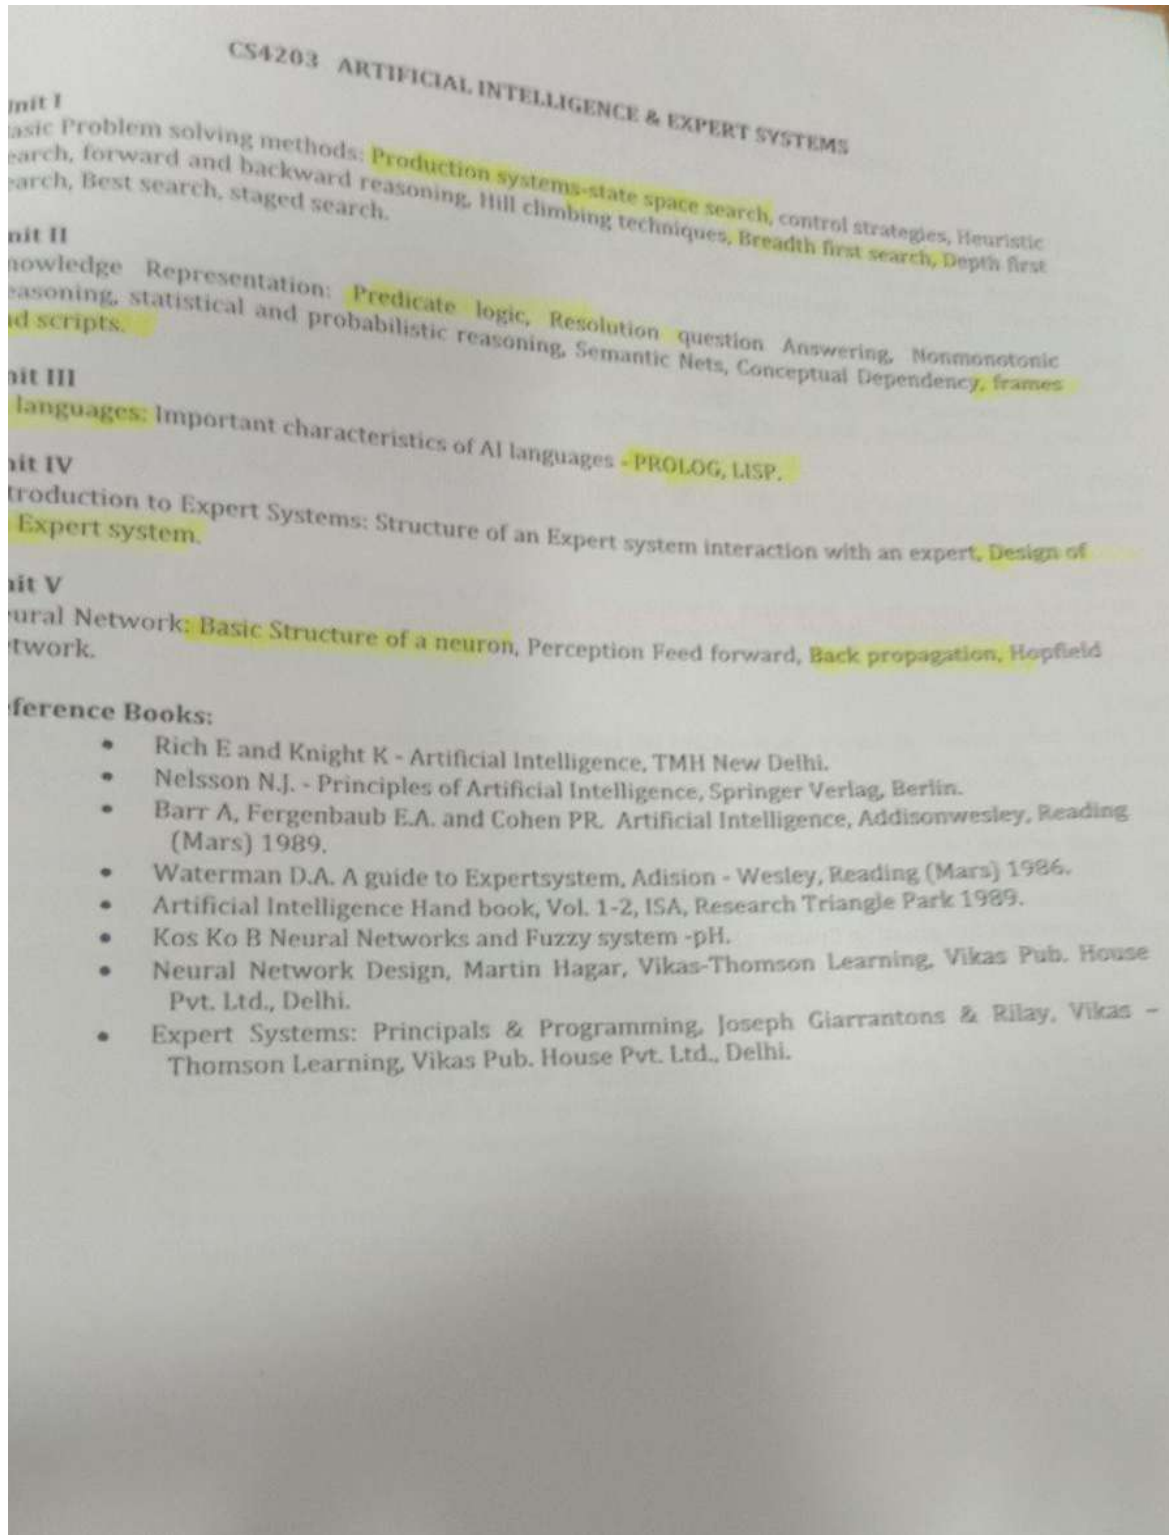 CS4203 ARTIFICIAL INTELLIGENCE & EXPERT SYSTEMS
nit I
asic Problem solving methods: Production systems-state space search, control strategies, Heuristic
earch, forward and backward reasoning, Hill climbing techniques, Breadth first search, Depth first
earch, Best search, staged search.
nit II
nowledge Representation: Predicate logic, Resolution question Answering, Nonmonotonic
easoning, statistical and probabilistic reasoning, Semantic Nets, Conceptual Dependency, frames
nd scripts.
nit III
languages: Important characteristics of AI languages - PROLOG, LISP.
nit IV
troduction to Expert Systems: Structure of an Expert system interaction with an expert, Design of
Expert system.
nit V
eural Network: Basic Structure of a neuron, Perception Feed forward, Back propagation, Hopfield
etwork.
ference Books:
• Rich E and Knight K - Artificial Intelligence, TMH New Delhi.
• Nelsson N.J. - Principles of Artificial Intelligence, Springer Verlag, Berlin.
• Barr A, Fergenbaub E.A. and Cohen PR. Artificial Intelligence, Addisonwesley, Reading
(Mars) 1989.
• Waterman D.A. A guide to Expertsystem, Adision - Wesley, Reading (Mars) 1986.
• Artificial Intelligence Hand book, Vol. 1-2, ISA, Research Triangle Park 1989.
• Kos Ko B Neural Networks and Fuzzy system -pH.
• Neural Network Design, Martin Hagar, Vikas-Thomson Learning, Vikas Pub. House
Pvt. Ltd., Delhi.
• Expert Systems: Principals & Programming, Joseph Giarrantons & Rilay, Vikas –
Thomson Learning, Vikas Pub. House Pvt. Ltd., Delhi.